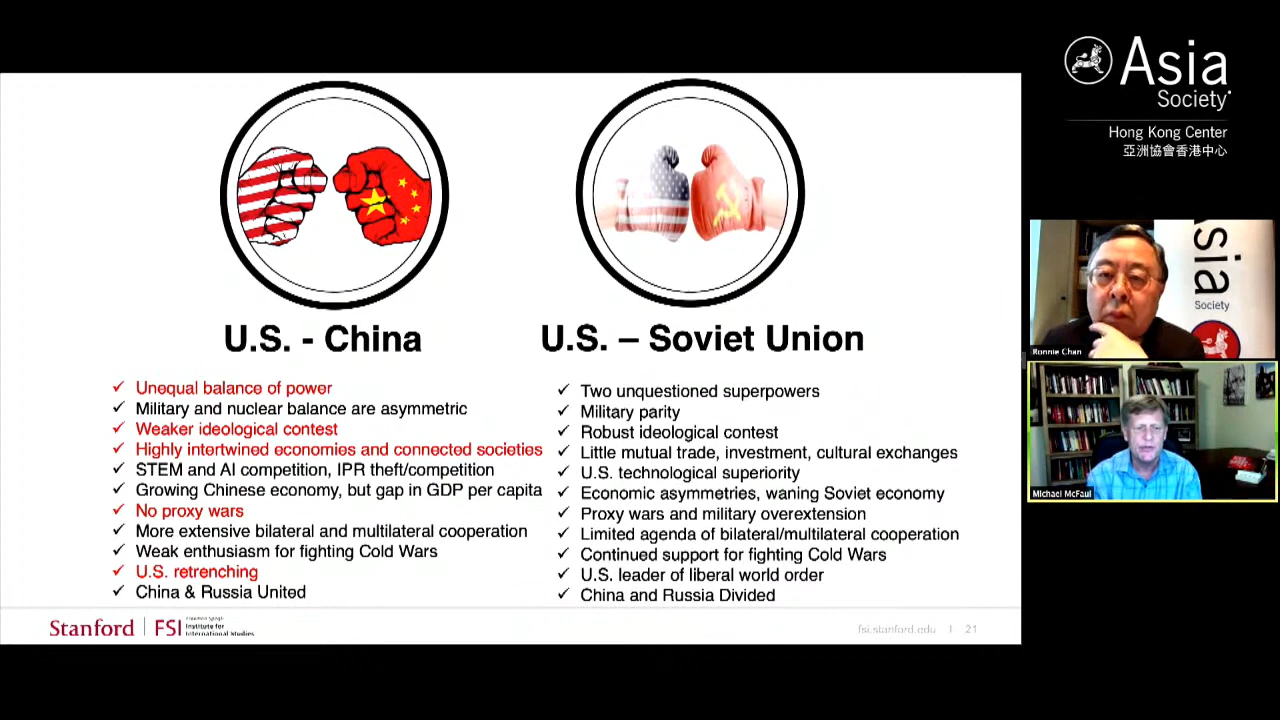 Asia
Society
Hong Kong Center
亞洲協會香港中心
U.S. - China
Unequal balance of power
Military and nuclear balance are asymmetric
Weaker ideological contest
Highly intertwined economies and connected societies
STEM and AI competition, IPR theft/competition
Growing Chinese economy, but gap in GDP per capita
No proxy wars
More extensive bilateral and multilateral cooperation
Weak enthusiasm for fighting Cold Wars
U.S. retrenching
China & Russia United
U.S. – Soviet Union
Two unquestioned superpowers
Military parity
Robust ideological contest
Little mutual trade, investment, cultural exchanges
U.S. technological superiority
Economic asymmetries, waning Soviet economy
Proxy wars and military overextension
Limited agenda of bilateral/multilateral cooperation
Continued support for fighting Cold Wars
U.S. leader of liberal world order
China and Russia Divided
Stanford | FSI
Institute for
International Studies
fsi.stanford.edu | 21
Asia
Society
Ronnie Chan
Michael McFaul